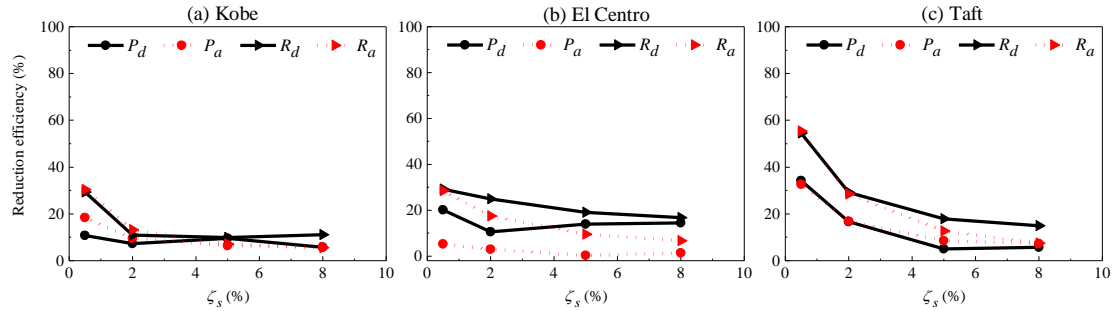 (a) Kobe
(b) El Centro
(c) Taft
Reduction efficiency (%)
100
80
60
40
20
0
P_d P_a R_d R_a
0 2 4 6 8 10
ζ_s (%)
100
80
60
40
20
0
P_d P_a R_d R_a
0 2 4 6 8 10
ζ_s (%)
100
80
60
40
20
0
P_d P_a R_d R_a
0 2 4 6 8 10
ζ_s (%)